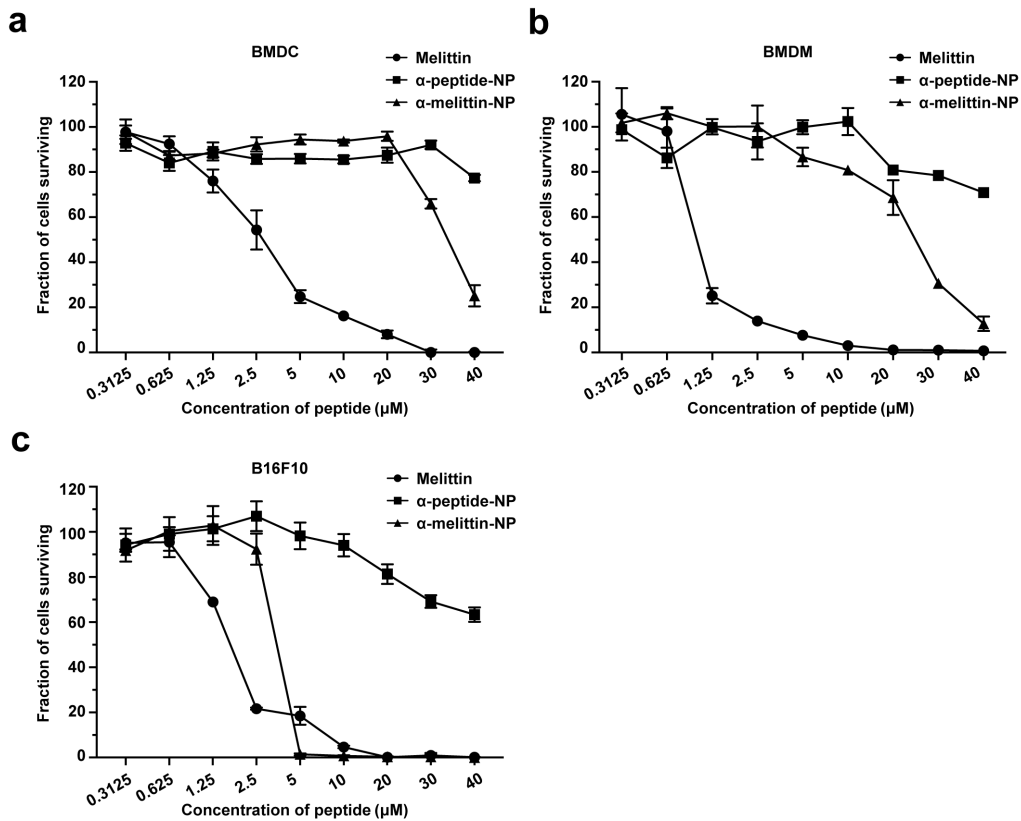 a
BMDC
Melittin
α-peptide-NP
α-melittin-NP
Fraction of cells surviving
120
100
80
60
40
20
0
0.3125
0.625
1.25
2.5
5
10
20
30
40
Concentration of peptide (µM)
b
BMDM
Melittin
α-peptide-NP
α-melittin-NP
Fraction of cells surviving
120
100
80
60
40
20
0
0.3125
0.625
1.25
2.5
5
10
20
30
40
Concentration of peptide (µM)
c
B16F10
Melittin
α-peptide-NP
α-melittin-NP
Fraction of cells surviving
120
100
80
60
40
20
0
0.3125
0.625
1.25
2.5
5
10
20
30
40
Concentration of peptide (µM)